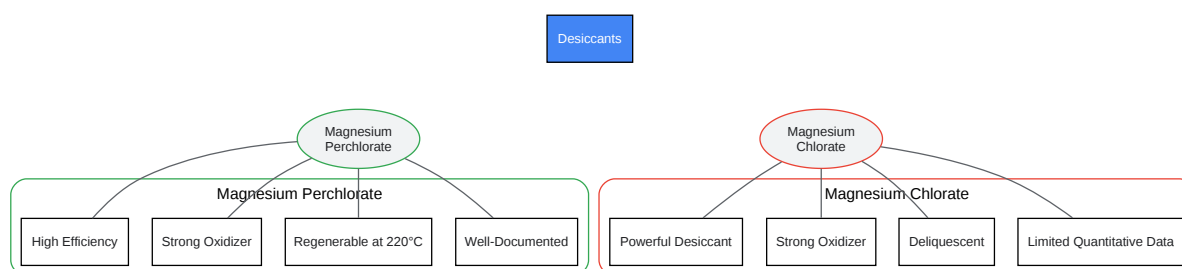 Desiccants
Magnesium
Perchlorate
Magnesium
Chlorate
Magnesium Perchlorate
Magnesium Chlorate
High Efficiency
Strong Oxidizer
Regenerable at 220°C
Well-Documented
Powerful Desiccant
Strong Oxidizer
Deliquescent
Limited Quantitative Data